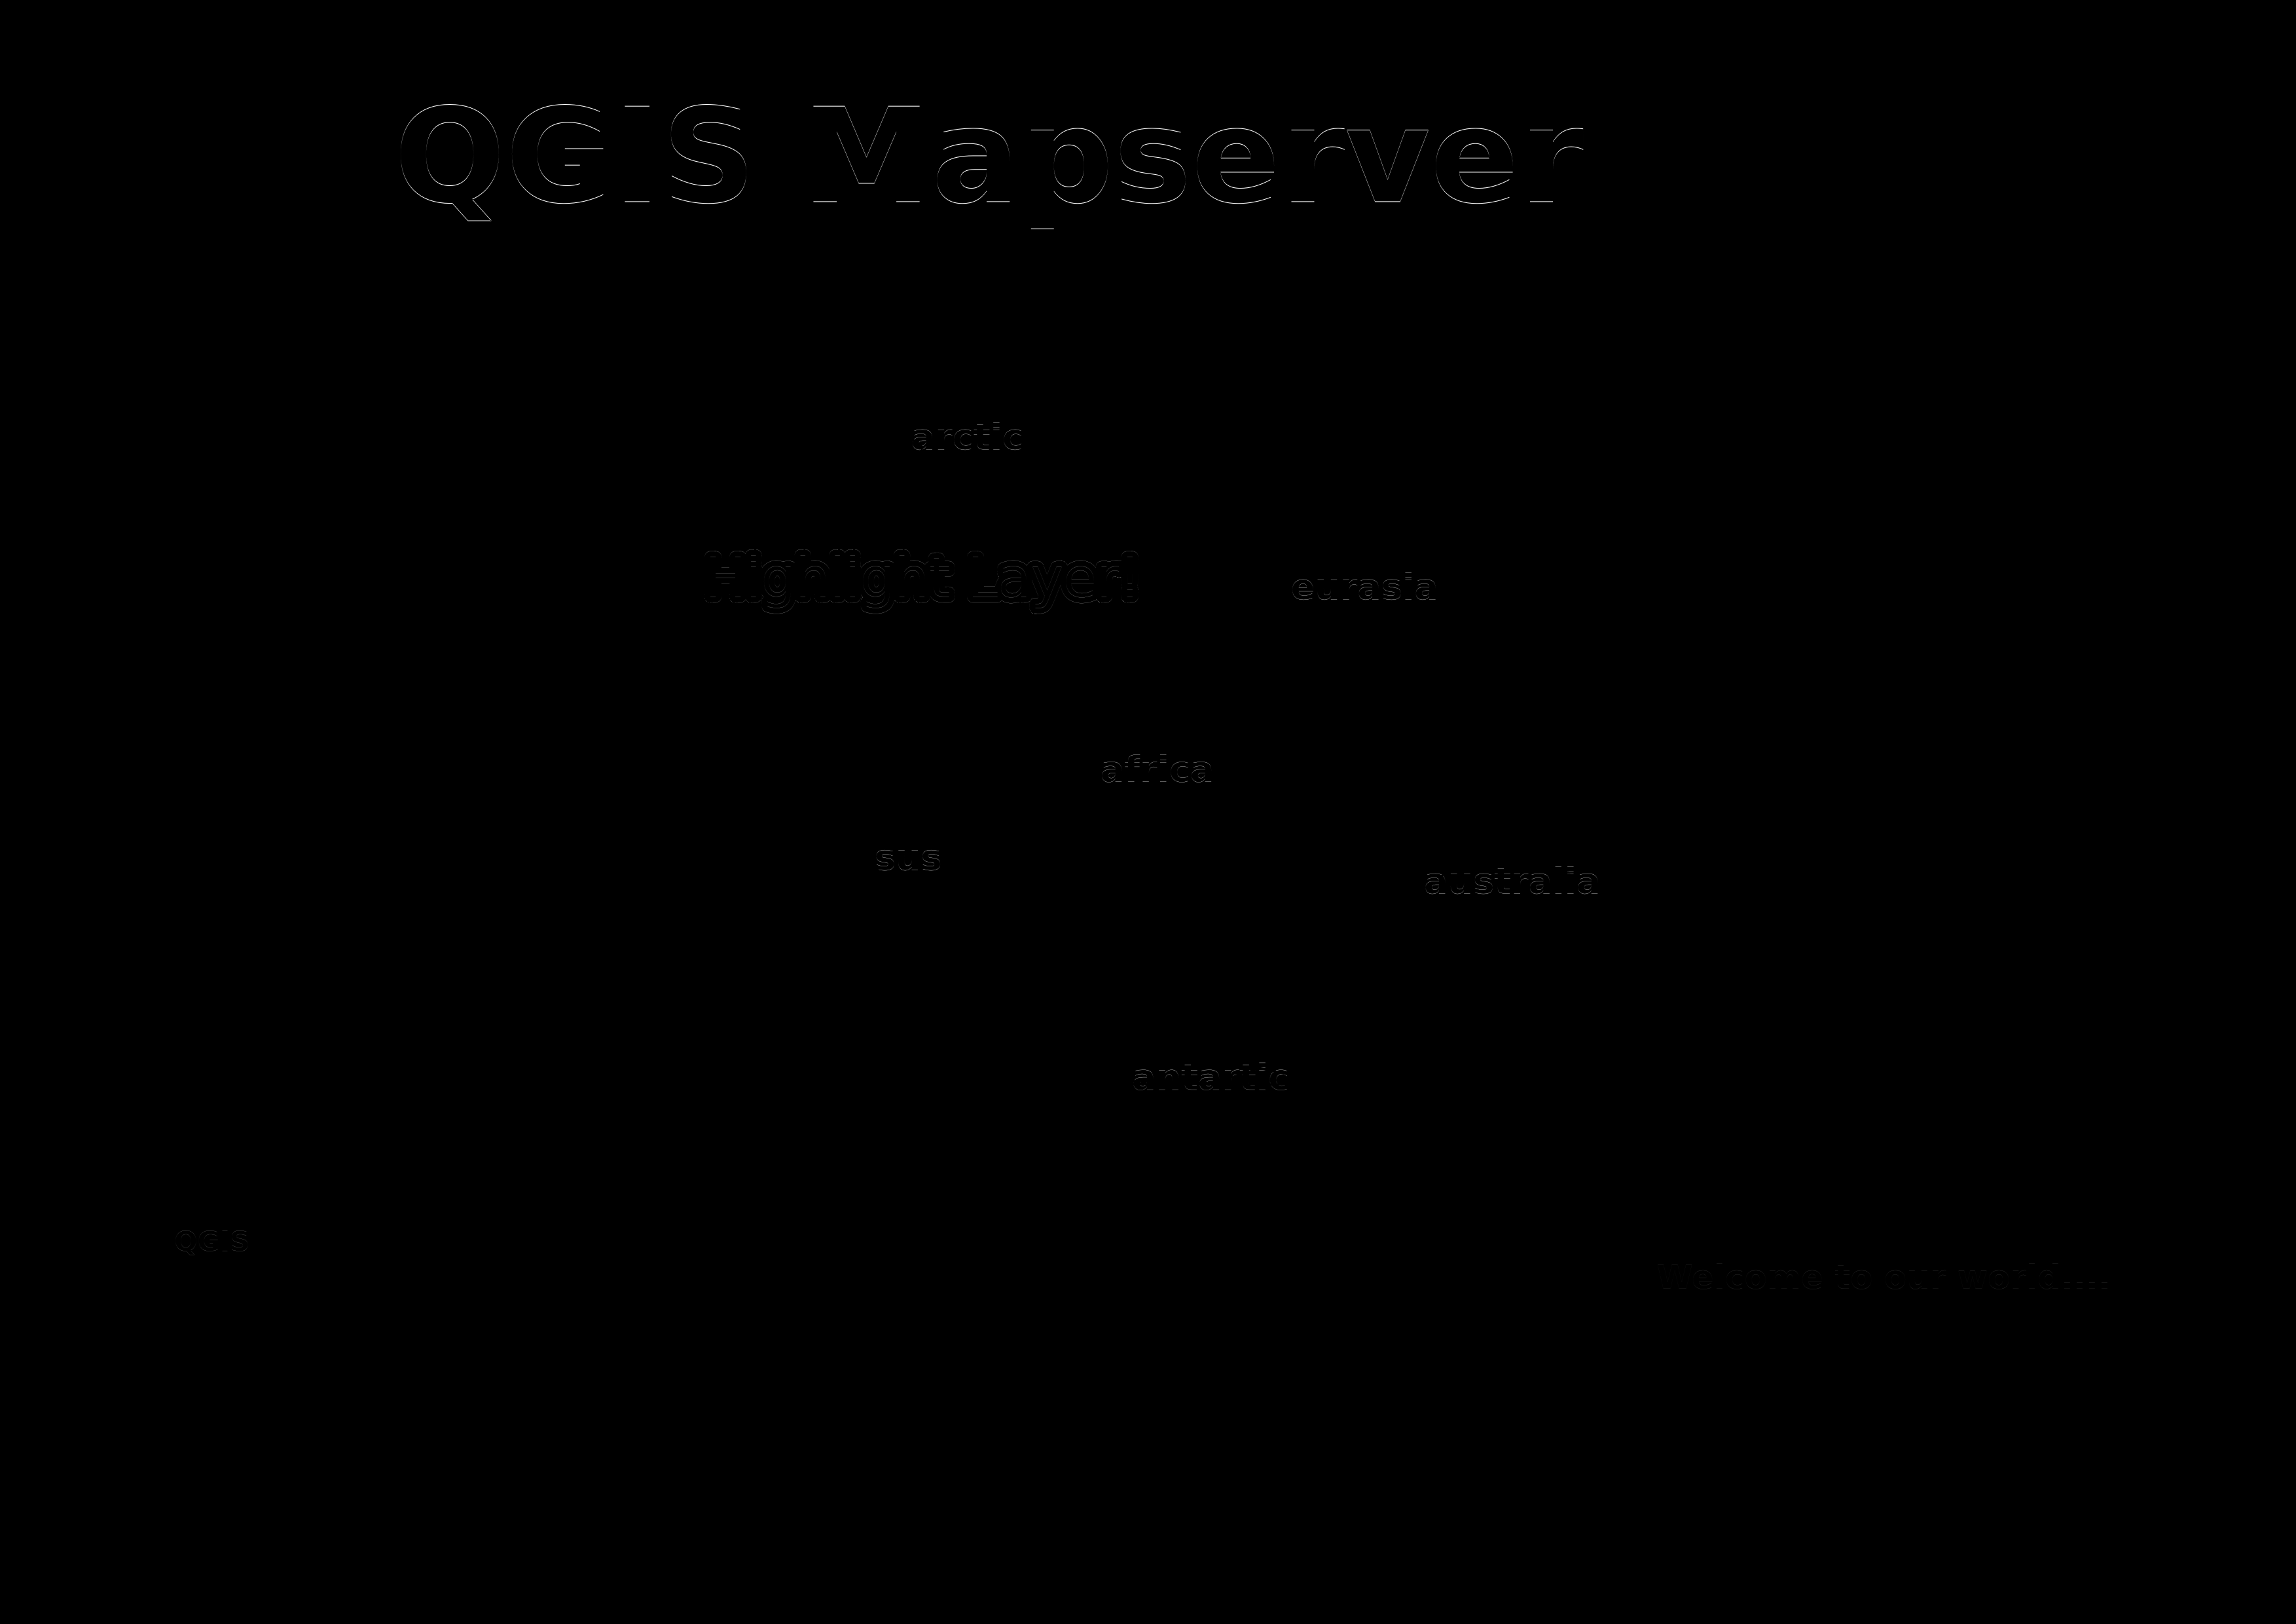 QGIS Mapserver
arctic
Highlight Layer!
eurasia
africa
sus
australia
antartic
QGIS
Welcome to our world....